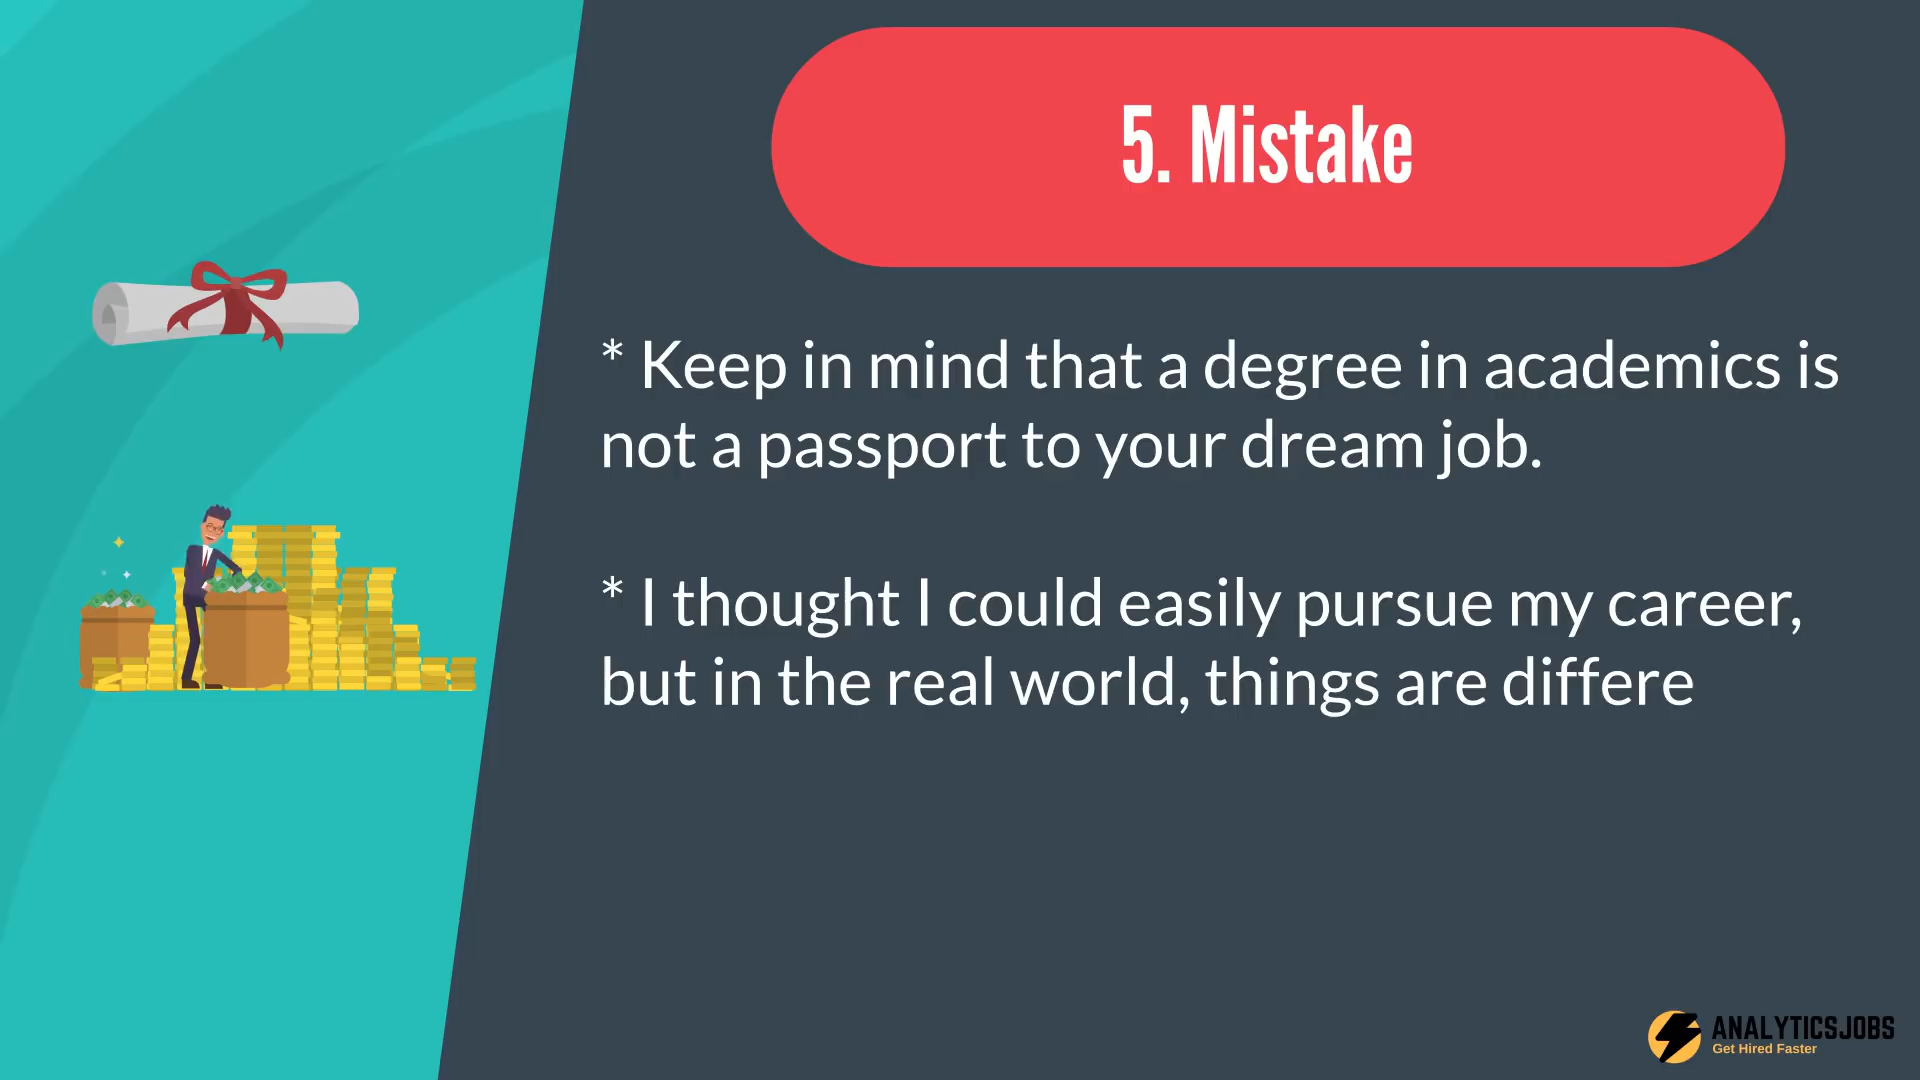 5. Mistake
* Keep in mind that a degree in academics is
not a passport to your dream job.
* I thought I could easily pursue my career,
but in the real world, things are differe
ANALYTICSJOBS
Get Hired Faster